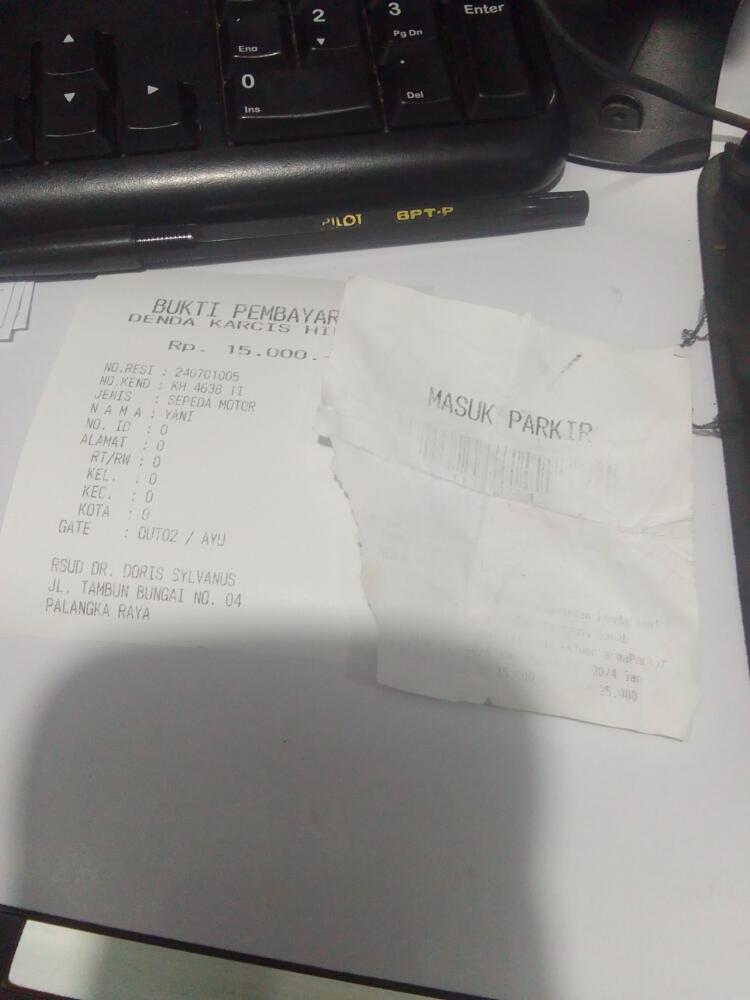 2
3
Enter
End
Pg Dn
0
.
Ins
Del
PILOT BPT-P
BUKTI PEMBAYAR
DENDA KARCIS HI
Rp. 15.000.-
NO.RESI : 240701005
NO.KEND : KH 4638 TI
JENIS : SEPEDA MOTOR
N A M A : YANI
NO. ID : 0
ALAMAT : 0
RT/RW : 0
KEL. : 0
KEC. : 0
KOTA : 0
GATE : OUT02 / AYU
RSUD DR. DORIS SYLVANUS
JL. TAMBUN BUNGAI NO. 04
PALANGKA RAYA
MASUK PARKIR
areaParkir
25.000